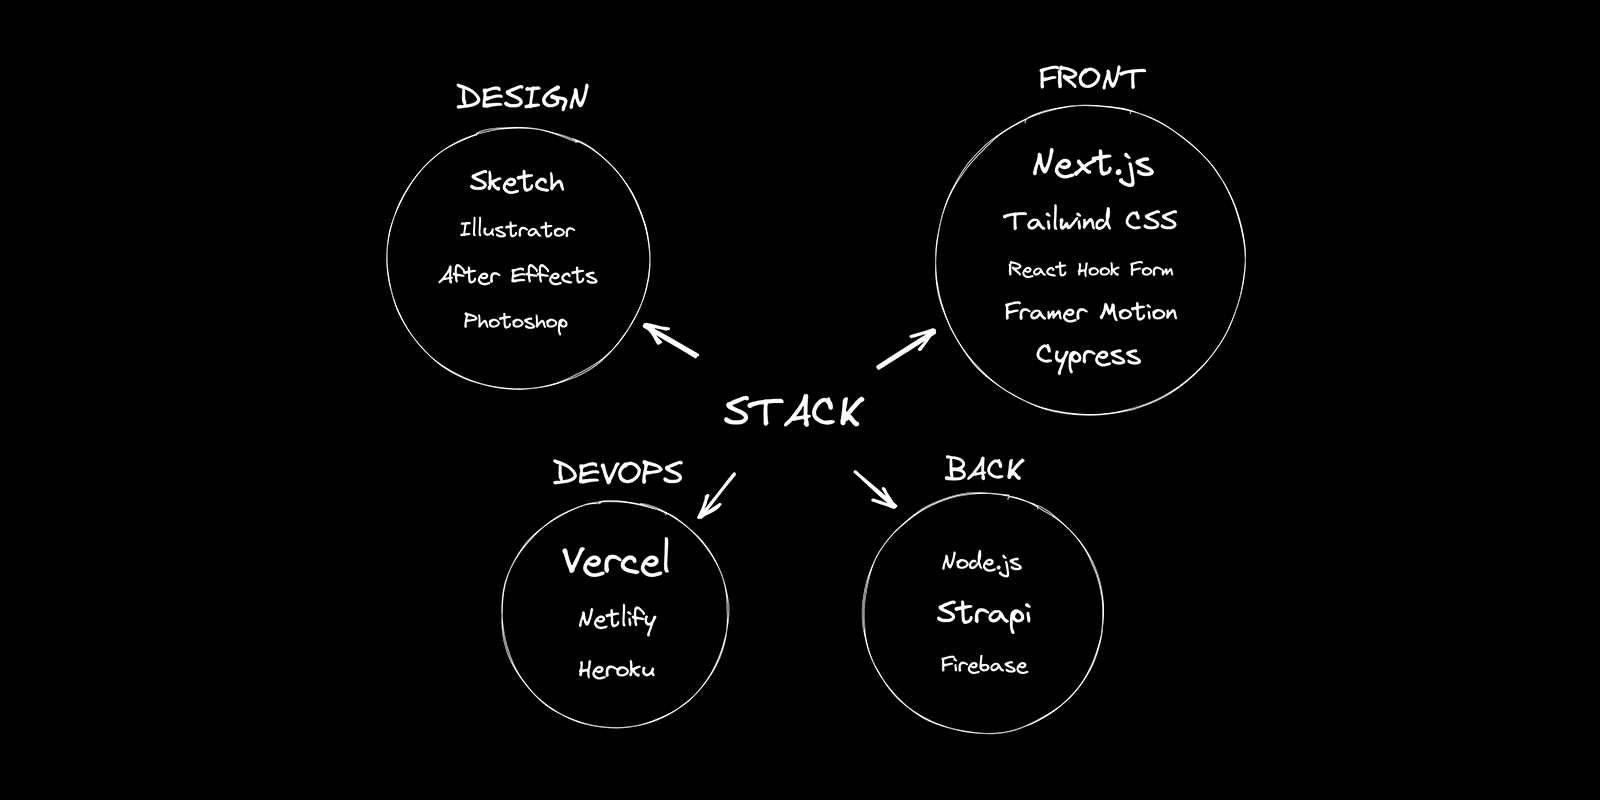 DESIGN
Sketch
Illustrator
After Effects
Photoshop
FRONT
Next.js
Tailwind CSS
React Hook Form
Framer Motion
Cypress
STACK
DEVOPS
Vercel
Netlify
Heroku
BACK
Node.js
Strapi
Firebase